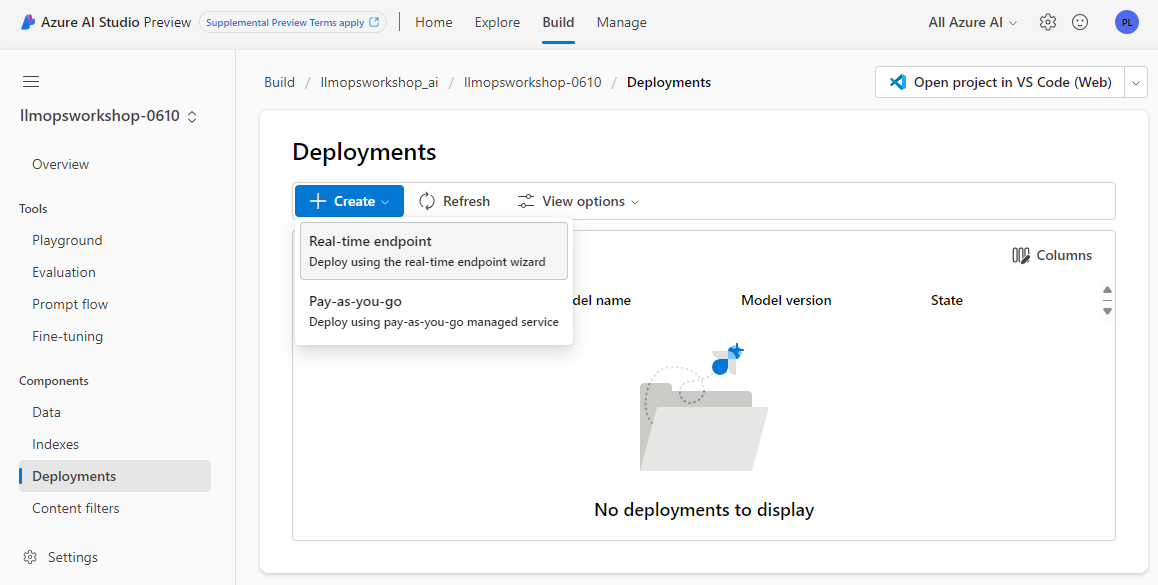 Azure AI Studio Preview Supplemental Preview Terms apply Home Explore Build Manage All Azure AI PL
Build / llmopsworkshop_ai / llmopsworkshop-0610 / Deployments Open project in VS Code (Web)
llmopsworkshop-0610
Overview
Tools
Playground
Evaluation
Prompt flow
Fine-tuning
Components
Data
Indexes
Deployments
Content filters
Settings
Deployments
Create Refresh View options
Real-time endpoint
Deploy using the real-time endpoint wizard
Pay-as-you-go
Deploy using pay-as-you-go managed service
Columns
del name Model version State
No deployments to display